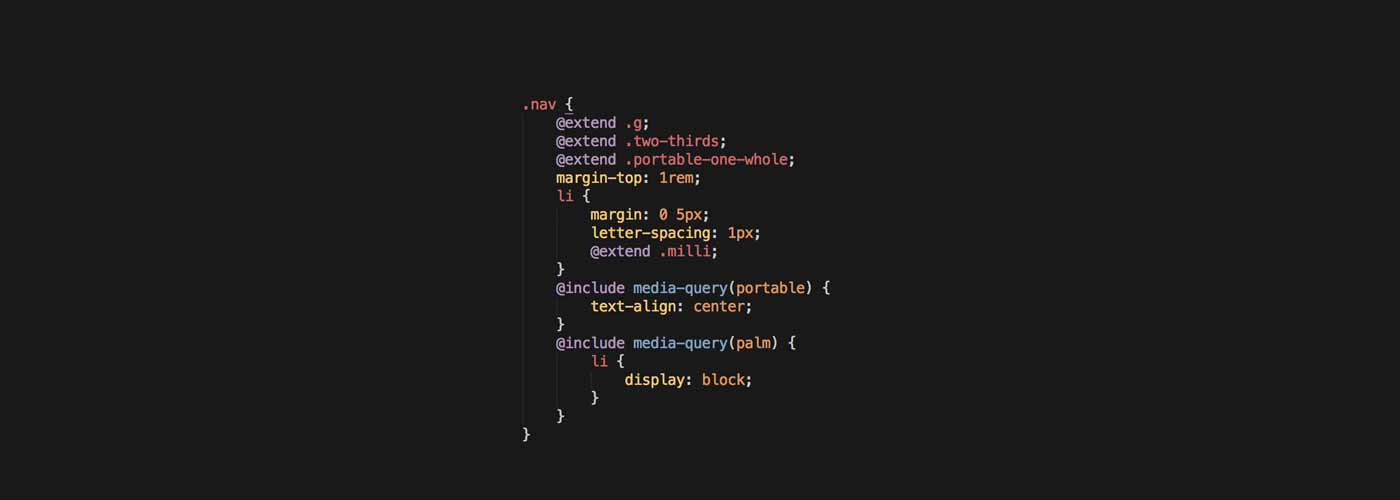 .nav {
    @extend .g;
    @extend .two-thirds;
    @extend .portable-one-whole;
    margin-top: 1rem;
    li {
        margin: 0 5px;
        letter-spacing: 1px;
        @extend .milli;
    }
    @include media-query(portable) {
        text-align: center;
    }
    @include media-query(palm) {
        li {
            display: block;
        }
    }
}